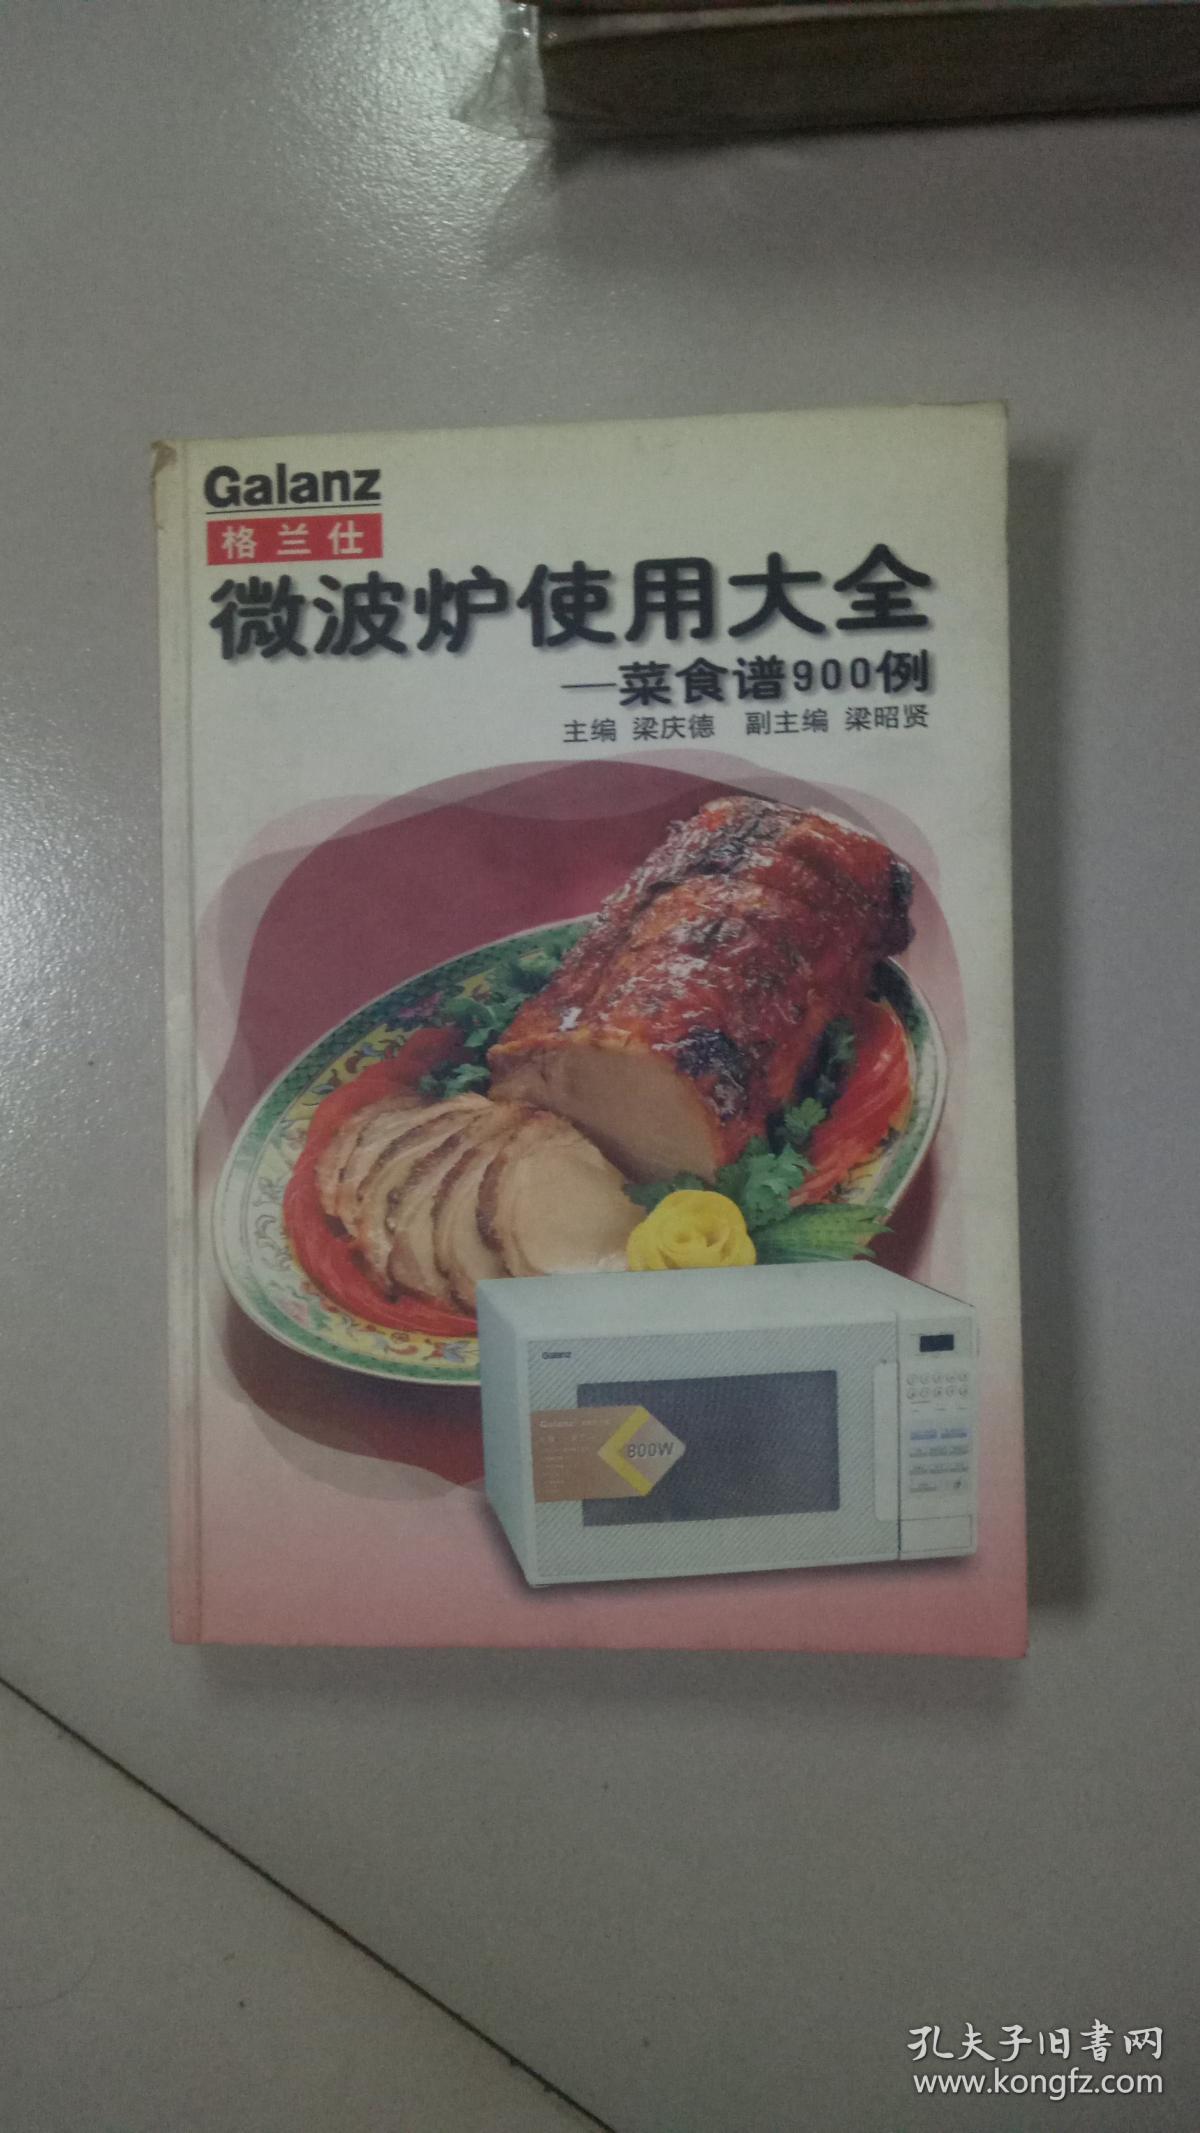 Galanz
格兰仕
微波炉使用大全
—菜食谱900例
主编 梁庆德 副主编 梁昭贤
Galanz
Galanz
800W
孔夫子旧书网
www.kongfz.com